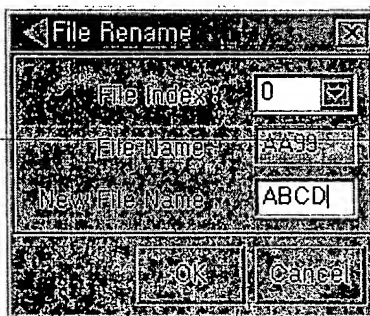 File Rename
File Index : 0
File Name : AA99
New File Name : ABCD
OK Cancel